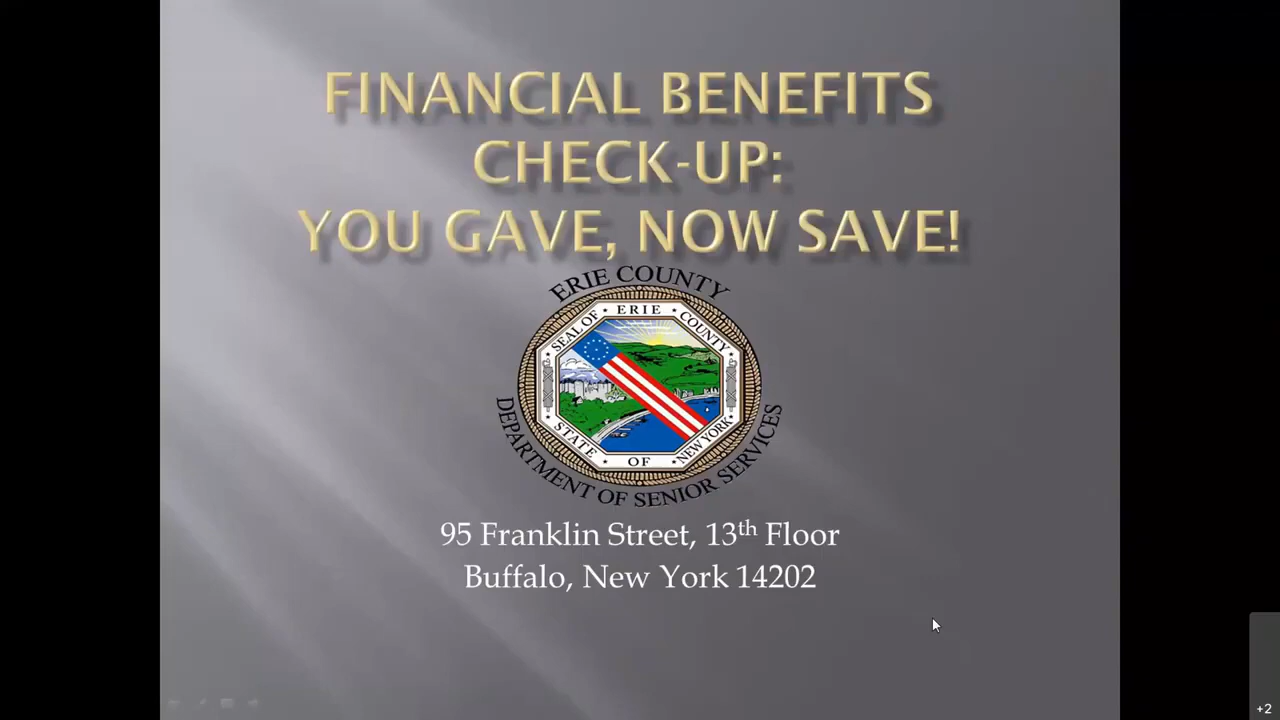 FINANCIAL BENEFITS
CHECK-UP:
YOU GAVE, NOW SAVE!
ERIE COUNTY
SEAL OF • ERIE • COUNTY
STATE • OF • NEW YORK
DEPARTMENT OF SENIOR SERVICES
95 Franklin Street, 13th Floor
Buffalo, New York 14202
+2